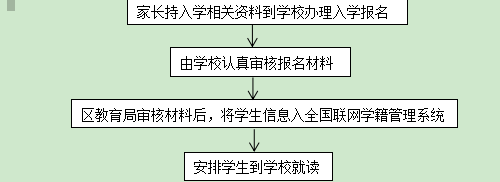 家长持入学相关资料到学校办理入学报名
由学校认真审核报名材料
区教育局审核材料后，将学生信息入全国联网学籍管理系统
安排学生到学校就读